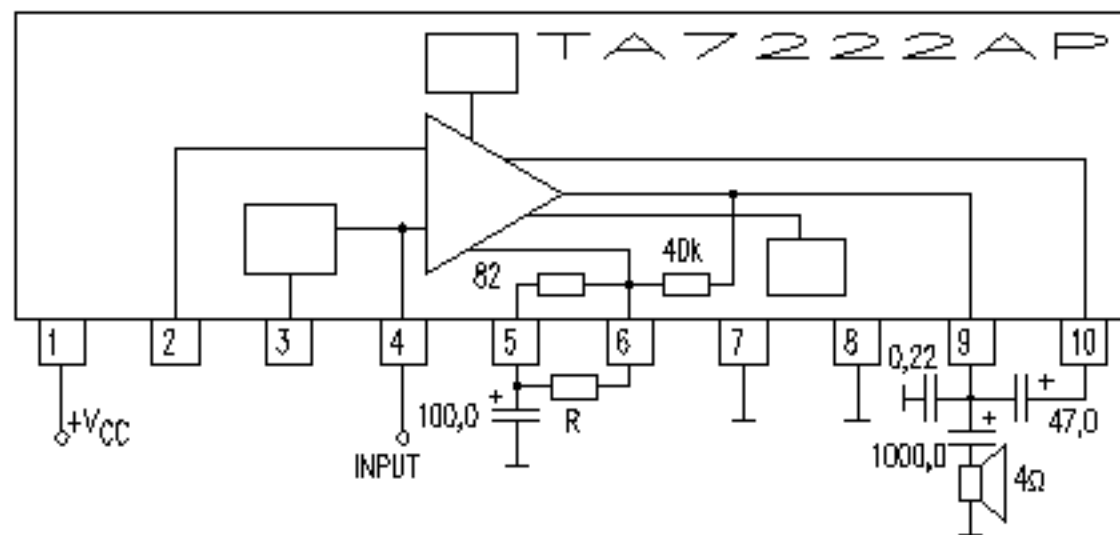 TA7222AP
82
40k
1 2 3 4 5 6 7 8 9 10
0,22
+VCC
INPUT
100,0
+
R
+
+
47,0
1000,0
4Ω